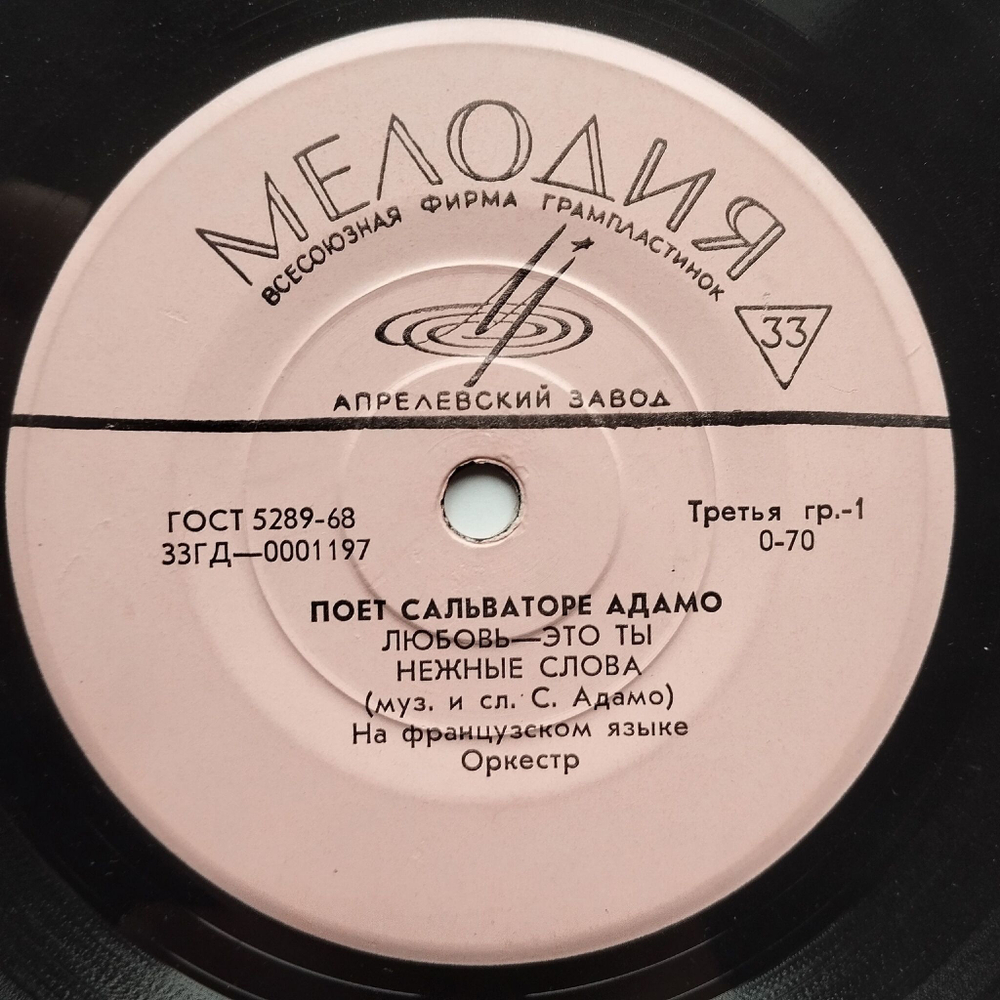 МЕЛОДИЯ
ВСЕСОЮЗНАЯ ФИРМА ГРАМПЛАСТИНОК
33
АПРЕЛЕВСКИЙ ЗАВОД
ГОСТ 5289-68
33ГД—0001197
Третья гр.-1
0-70
ПОЕТ САЛЬВАТОРЕ АДАМО
ЛЮБОВЬ—ЭТО ТЫ
НЕЖНЫЕ СЛОВА
(муз. и сл. С. Адамо)
На французском языке
Оркестр